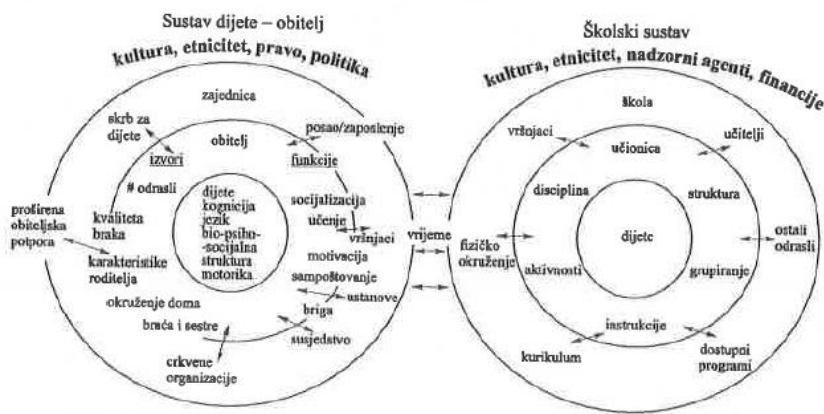 Sustav dijete – obitelj
kultura, etnicitet, pravo, politika
zajednica
skrb za
dijete
posao/zaposlenje
obitelj
izvori
funkcije
# odrasli
dijete
kognicija
jezik
bio-psiho-
-socijalna
struktura
motorika
socijalizacija
učenje
vršnjaci
proširena
obiteljska
potpora
kvaliteta
braka
karakteristike
roditelja
motivacija
sampoštovanje
ustanove
okruženje doma
briga
braća i sestre
susjedstvo
crkvene
organizacije
vrijeme
Školski sustav
kultura, etnicitet, nadzorni agenti, financije
škola
vršnjaci
učitelji
učionica
disciplina
struktura
dijete
fizičko
okruženje
ostali
odrasli
aktivnosti
grupiranje
instrukcije
kurikulum
dostupni
programi